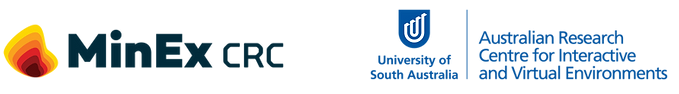 MinEx CRC
University of
South Australia
Australian Research
Centre for Interactive
and Virtual Environments